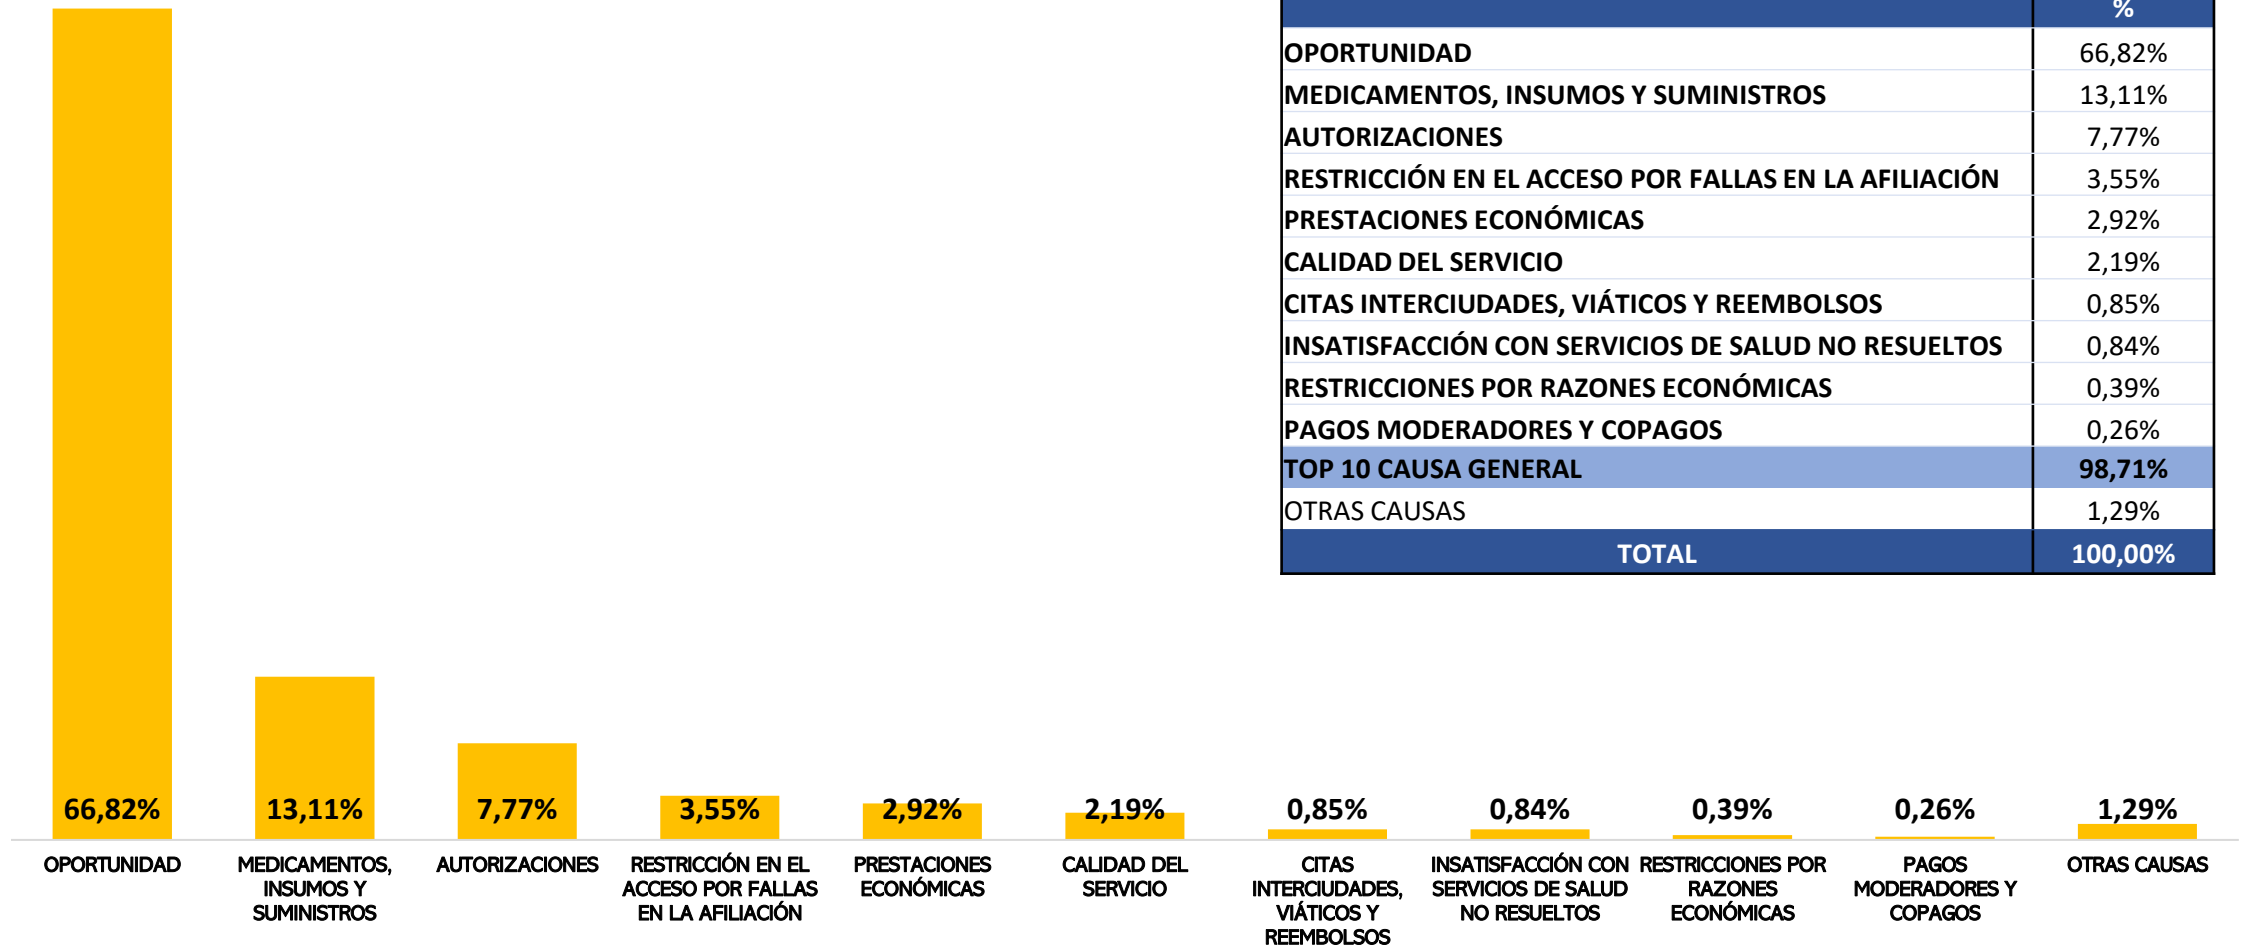 %
OPORTUNIDAD 66,82%
MEDICAMENTOS, INSUMOS Y SUMINISTROS 13,11%
AUTORIZACIONES 7,77%
RESTRICCIÓN EN EL ACCESO POR FALLAS EN LA AFILIACIÓN 3,55%
PRESTACIONES ECONÓMICAS 2,92%
CALIDAD DEL SERVICIO 2,19%
CITAS INTERCIUDADES, VIÁTICOS Y REEMBOLSOS 0,85%
INSATISFACCIÓN CON SERVICIOS DE SALUD NO RESUELTOS 0,84%
RESTRICCIONES POR RAZONES ECONÓMICAS 0,39%
PAGOS MODERADORES Y COPAGOS 0,26%
TOP 10 CAUSA GENERAL 98,71%
OTRAS CAUSAS 1,29%
TOTAL 100,00%
66,82% 13,11% 7,77% 3,55% 2,92% 2,19% 0,85% 0,84% 0,39% 0,26% 1,29%
OPORTUNIDAD
MEDICAMENTOS,
INSUMOS Y
SUMINISTROS
AUTORIZACIONES
RESTRICCIÓN EN EL
ACCESO POR FALLAS
EN LA AFILIACIÓN
PRESTACIONES
ECONÓMICAS
CALIDAD DEL
SERVICIO
CITAS
INTERCIUDADES,
VIÁTICOS Y
REEMBOLSOS
INSATISFACCIÓN CON
SERVICIOS DE SALUD
NO RESUELTOS
RESTRICCIONES POR
RAZONES
ECONÓMICAS
PAGOS
MODERADORES Y
COPAGOS
OTRAS CAUSAS